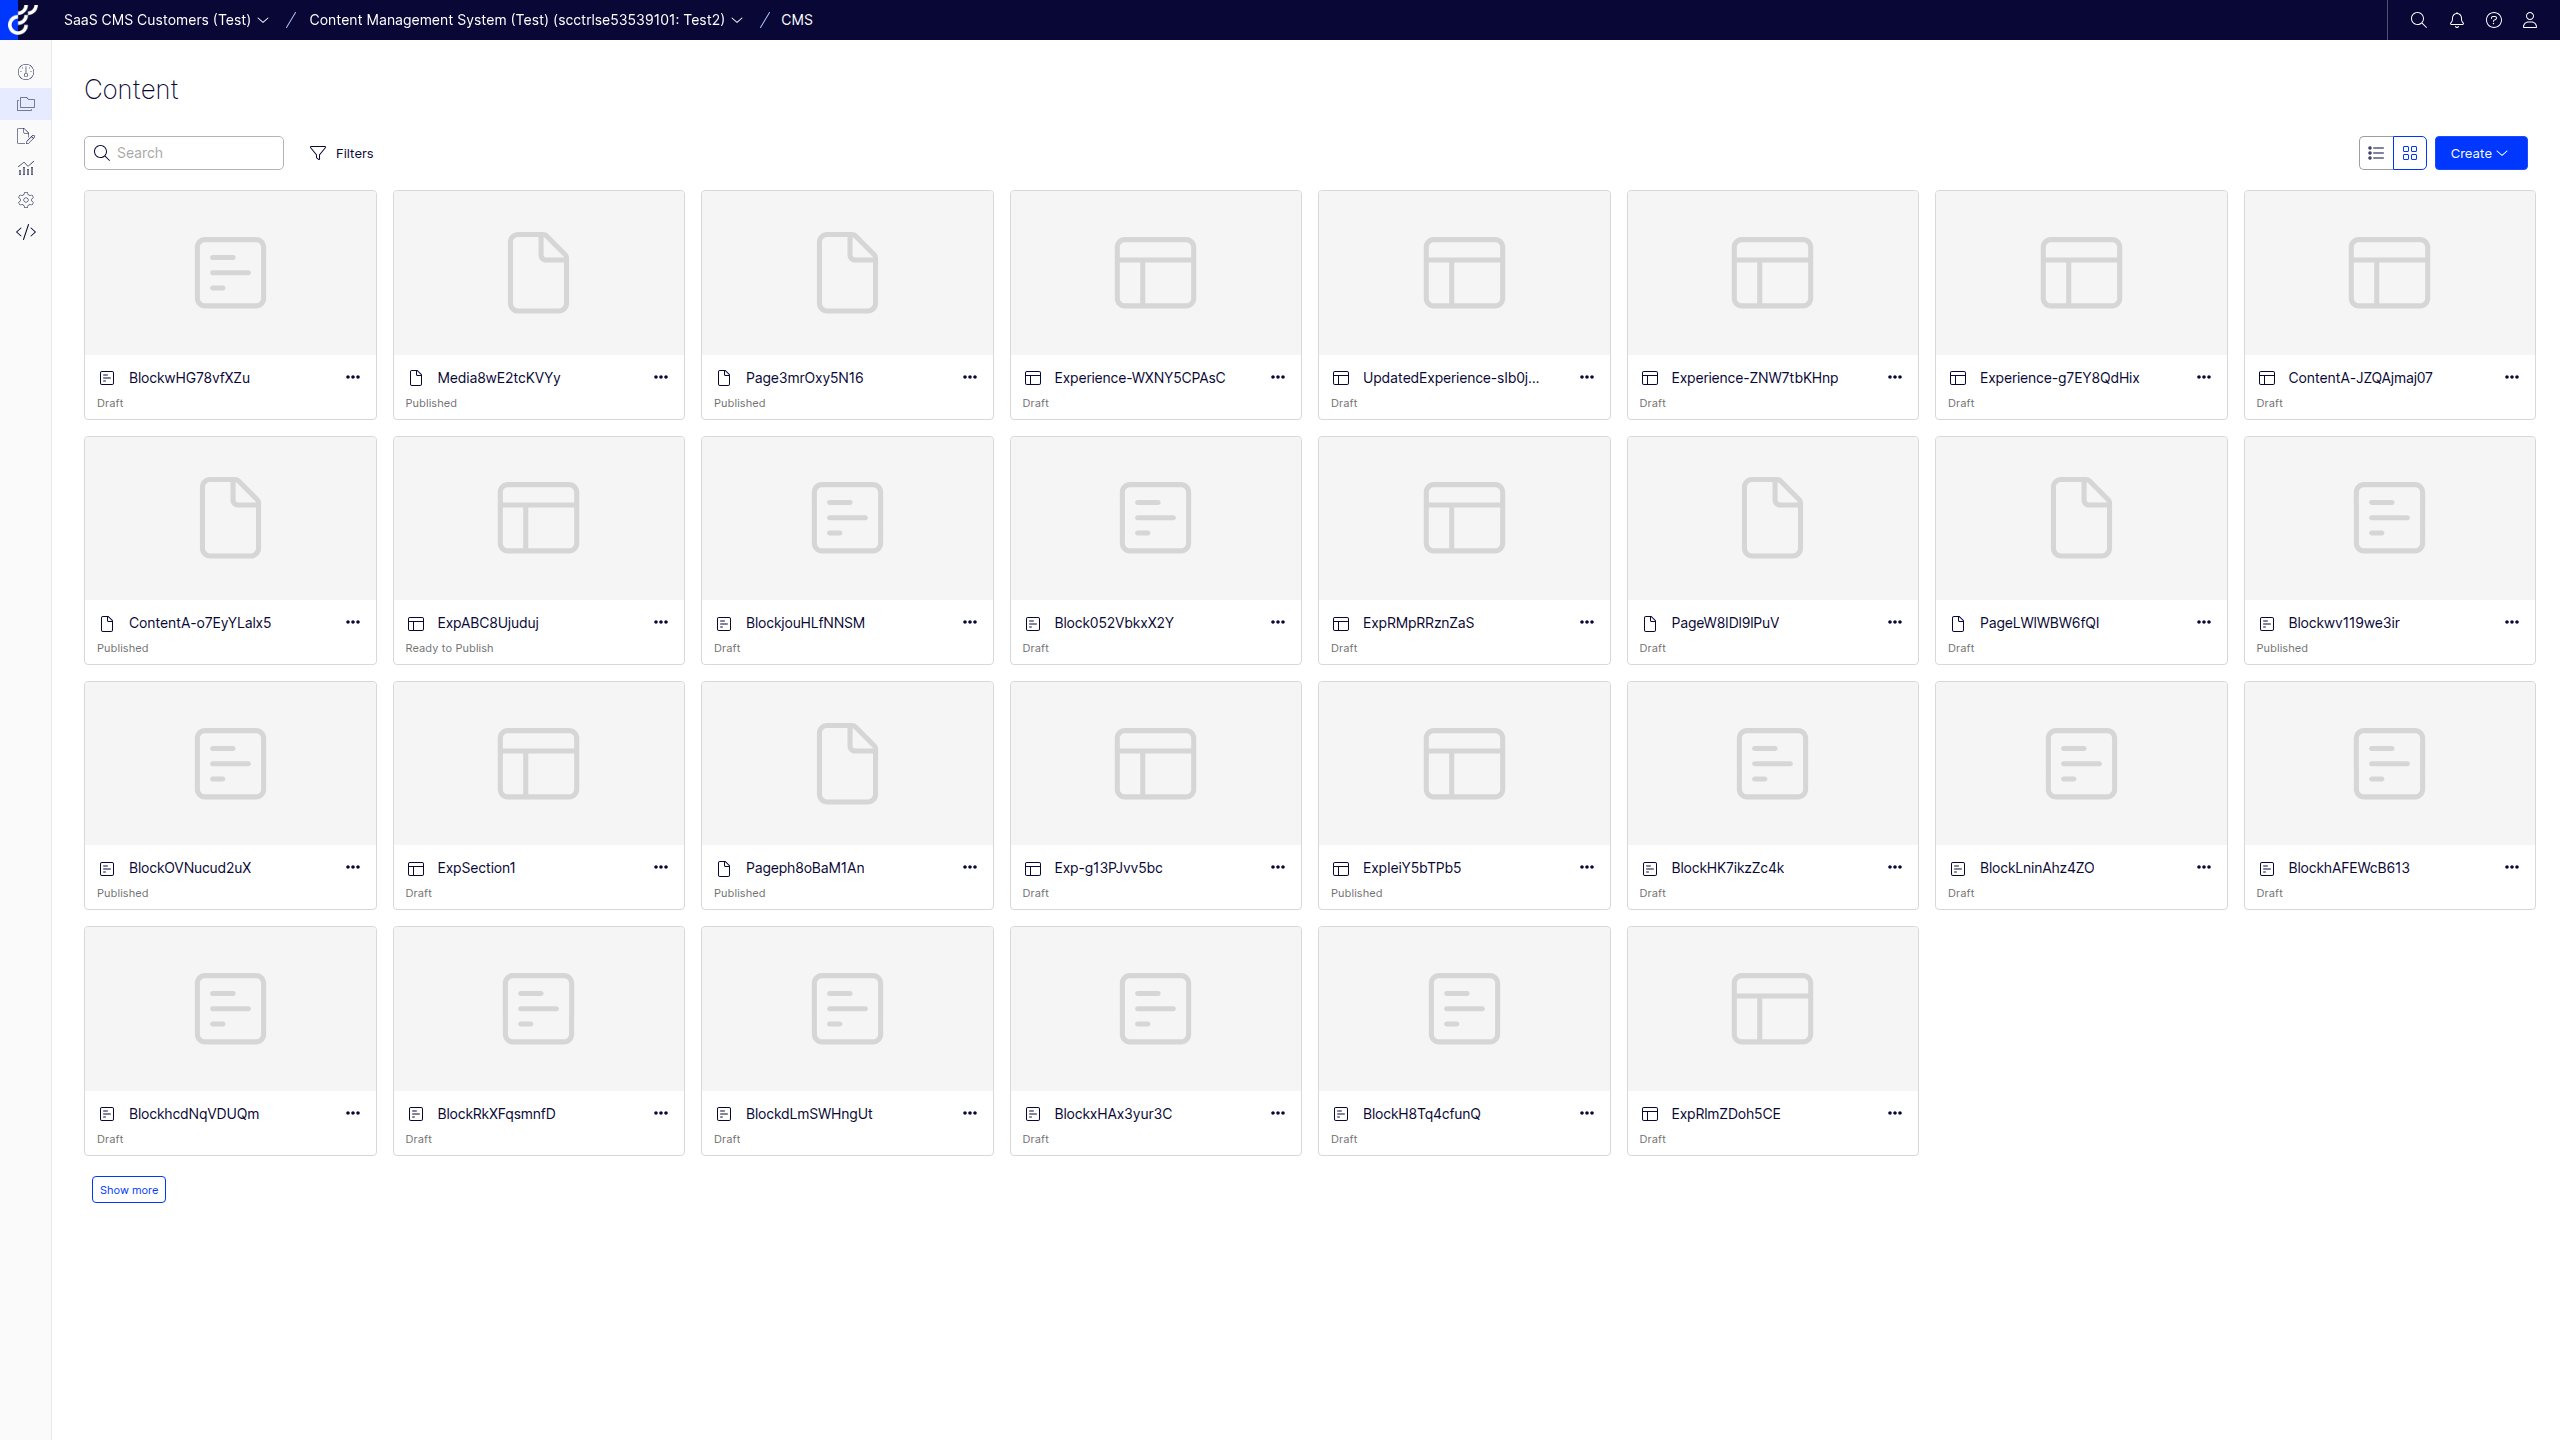 SaaS CMS Customers (Test) / Content Management System (Test) (scctrlse53539101: Test2) / CMS
Content
Search
Filters
Create
BlockwHG78vfXZu
Draft
Media8wE2tcKVYy
Published
Page3mrOxy5N16
Published
Experience-WXNY5CPAsC
Draft
UpdatedExperience-sIb0j...
Draft
Experience-ZNW7tbKHnp
Draft
Experience-g7EY8QdHix
Draft
ContentA-JZQAjmaj07
Draft
ContentA-o7EyYLaIx5
Published
ExpABC8Ujuduj
Ready to Publish
BlockjouHLfNNSM
Draft
Block052VbkxX2Y
Draft
ExpRMpRRznZaS
Draft
PageW8IDI9IPuV
Draft
PageLWIWBW6fQI
Draft
Blockwv119we3ir
Published
BlockOVNucud2uX
Published
ExpSection1
Draft
Pageph8oBaM1An
Published
Exp-g13PJvv5bc
Draft
ExpIeiY5bTPb5
Published
BlockHK7ikzZc4k
Draft
BlockLninAhz4ZO
Draft
BlockhAFEWcB613
Draft
BlockhcdNqVDUQm
Draft
BlockRkXFqsmnfD
Draft
BlockdLmSWHngUt
Draft
BlockxHAx3yur3C
Draft
BlockH8Tq4cfunQ
Draft
ExpRlmZDoh5CE
Draft
Show more